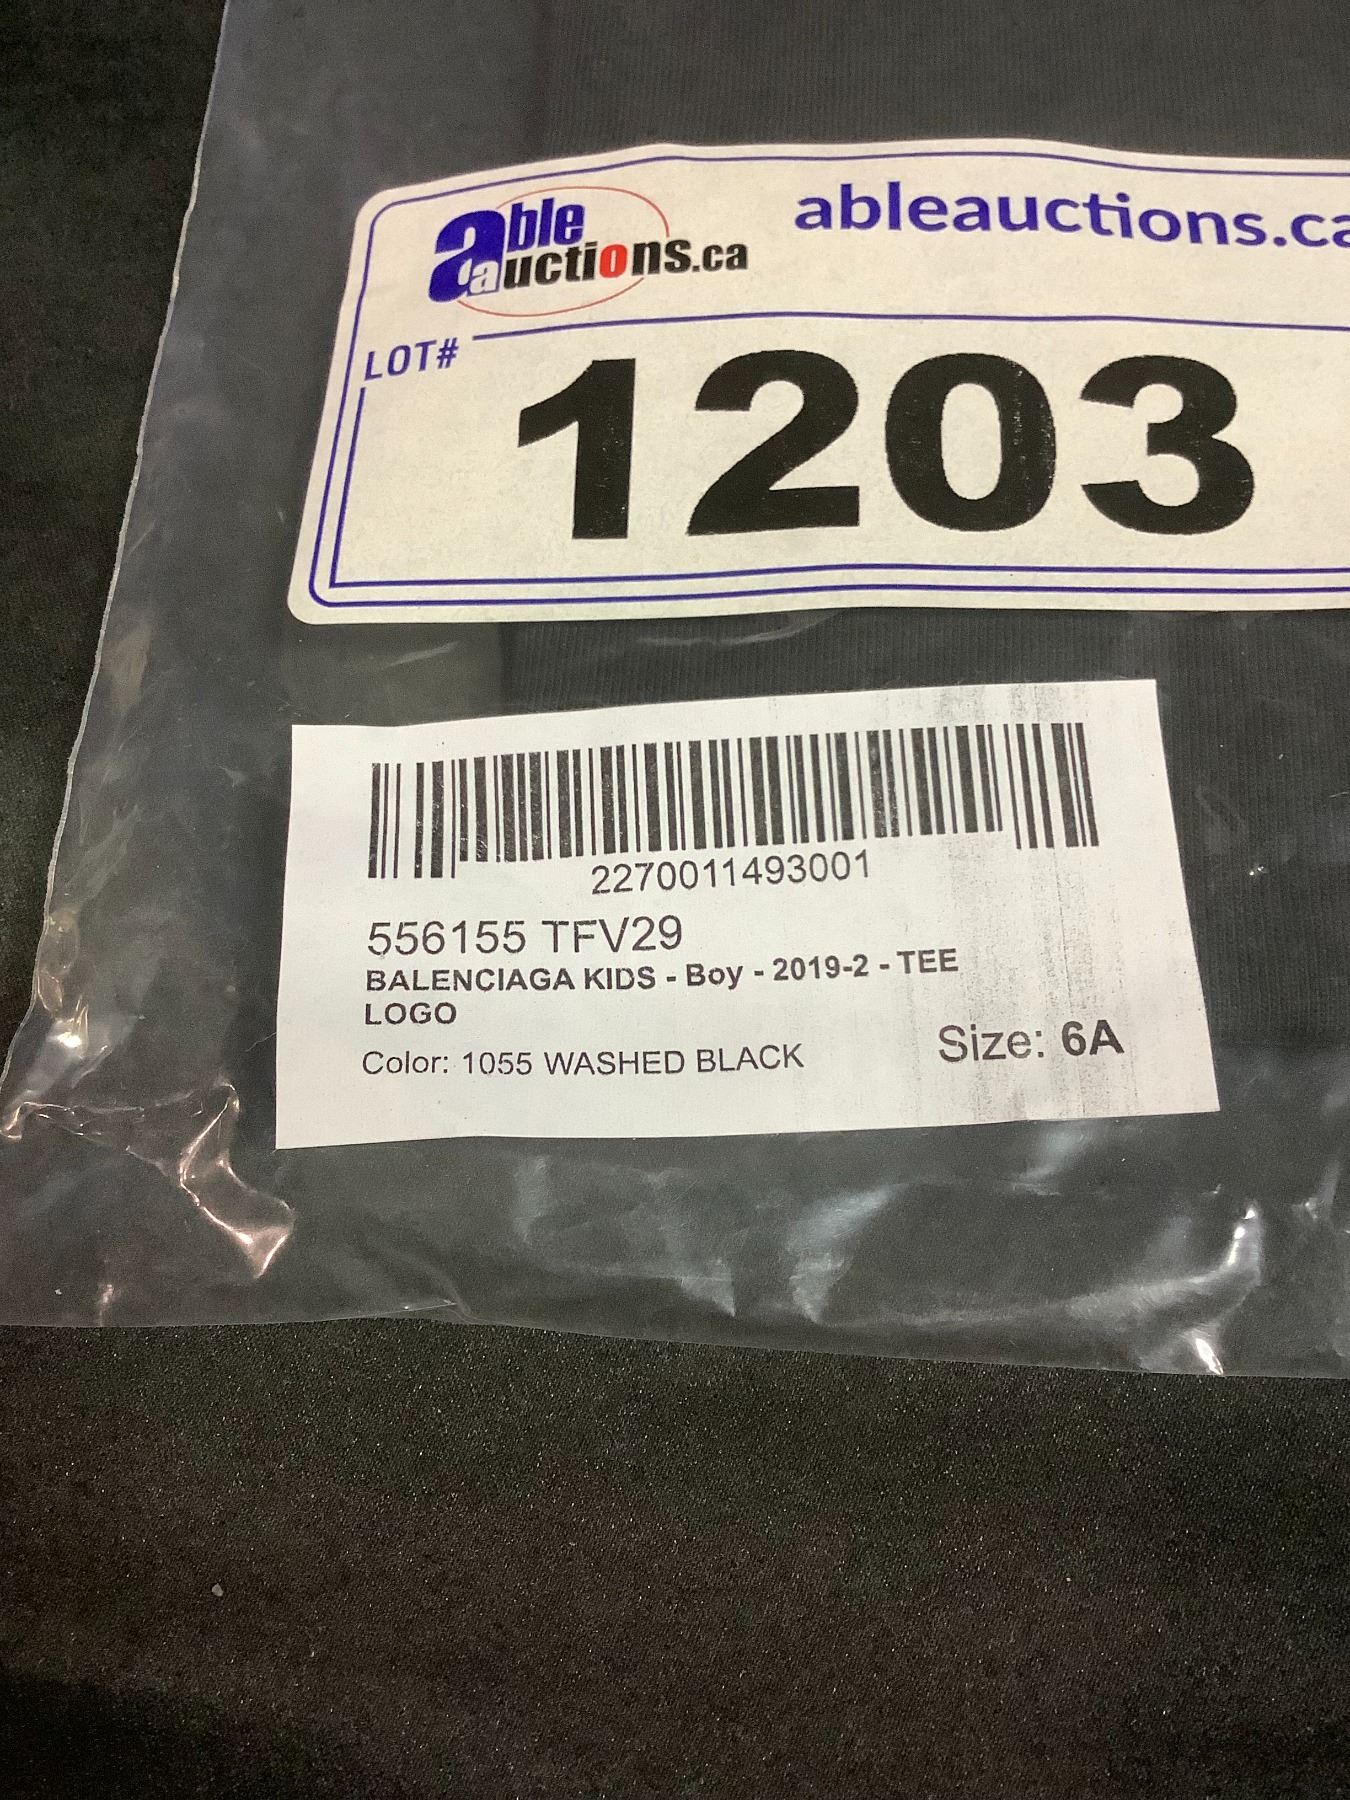 able auctions.ca
ableauctions.ca
LOT#
1203
2270011493001
556155 TFV29
BALENCIAGA KIDS - Boy - 2019-2 - TEE
LOGO
Color: 1055 WASHED BLACK
Size: 6A